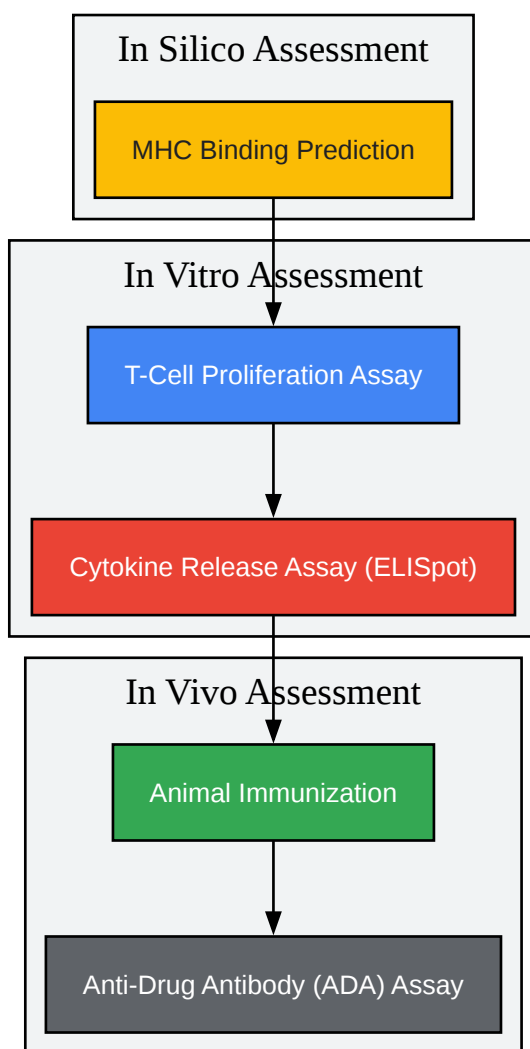 In Silico Assessment
MHC Binding Prediction
In Vitro Assessment
T-Cell Proliferation Assay
Cytokine Release Assay (ELISpot)
In Vivo Assessment
Animal Immunization
Anti-Drug Antibody (ADA) Assay